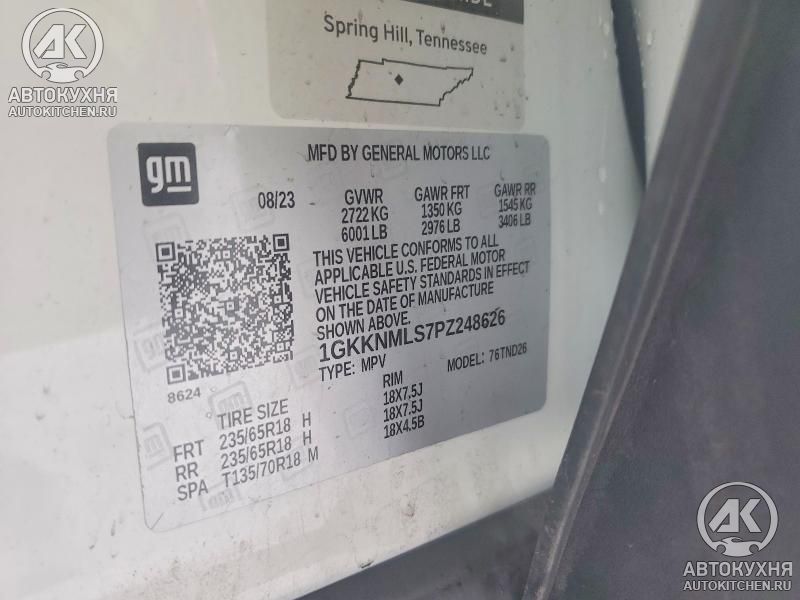 AK
АВТОКУХНЯ
AUTOKITCHEN.RU
Spring Hill, Tennessee
gm
MFD BY GENERAL MOTORS LLC
08/23 GVWR GAWR FRT GAWR RR
2722 KG 1350 KG 1545 KG
6001 LB 2976 LB 3406 LB
THIS VEHICLE CONFORMS TO ALL
APPLICABLE U.S. FEDERAL MOTOR
VEHICLE SAFETY STANDARDS IN EFFECT
ON THE DATE OF MANUFACTURE
SHOWN ABOVE.
1GKKNMLS7PZ248626
TYPE: MPV MODEL: 76TND26
8624
TIRE SIZE RIM
FRT 235/65R18 H 18X7.5J
RR 235/65R18 H 18X7.5J
SPA T135/70R18 M 18X4.5B
AK
АВТОКУХНЯ
AUTOKITCHEN.RU